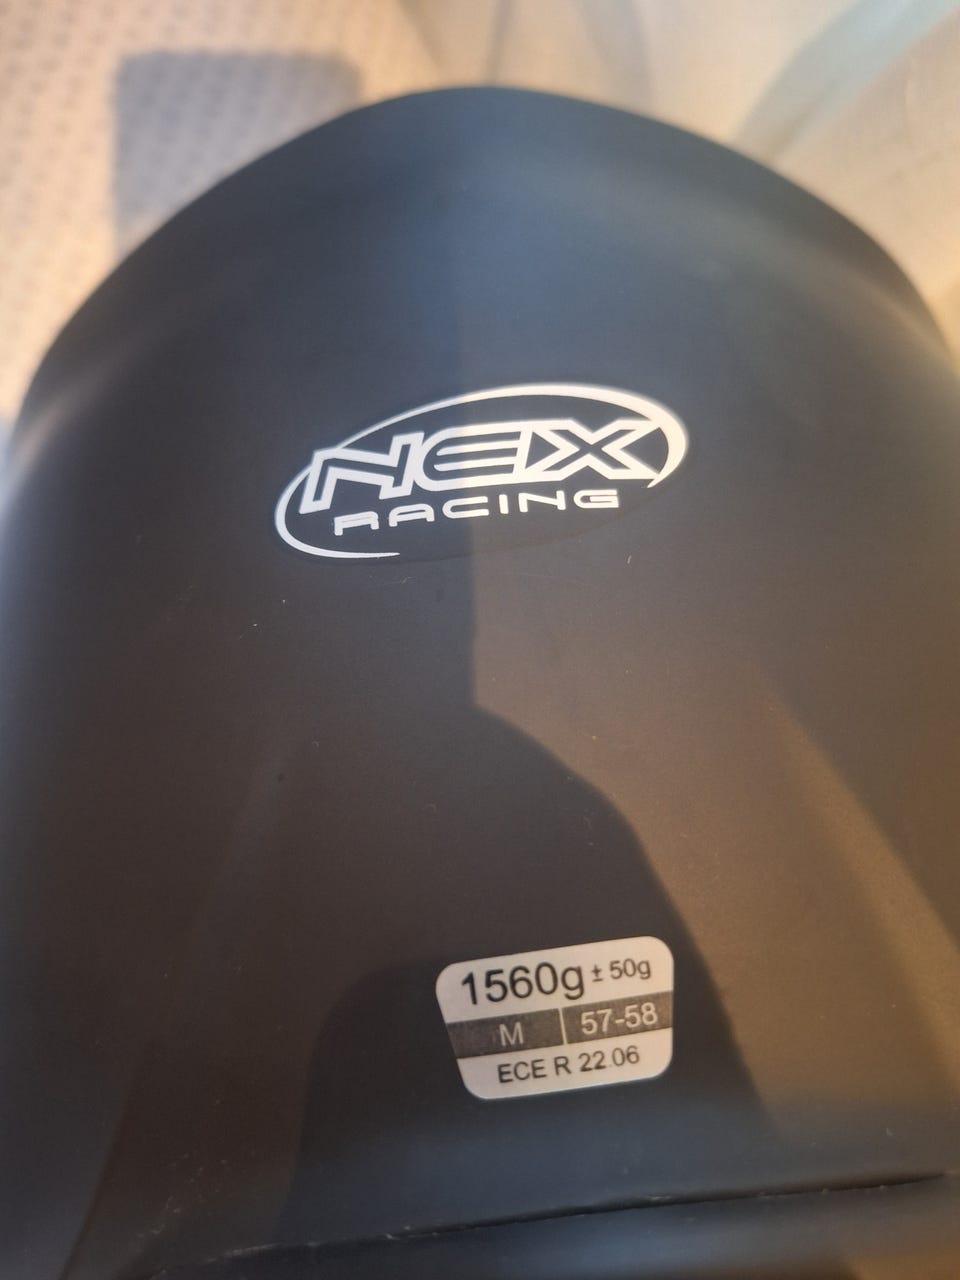 NEX
RACING
1560g ± 50g
M 57-58
ECE R 22.06